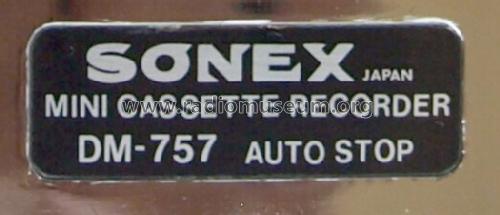 SONEX JAPAN
MINI CASSETTE RECORDER
www.radiomuseum.org
DM-757 AUTO STOP